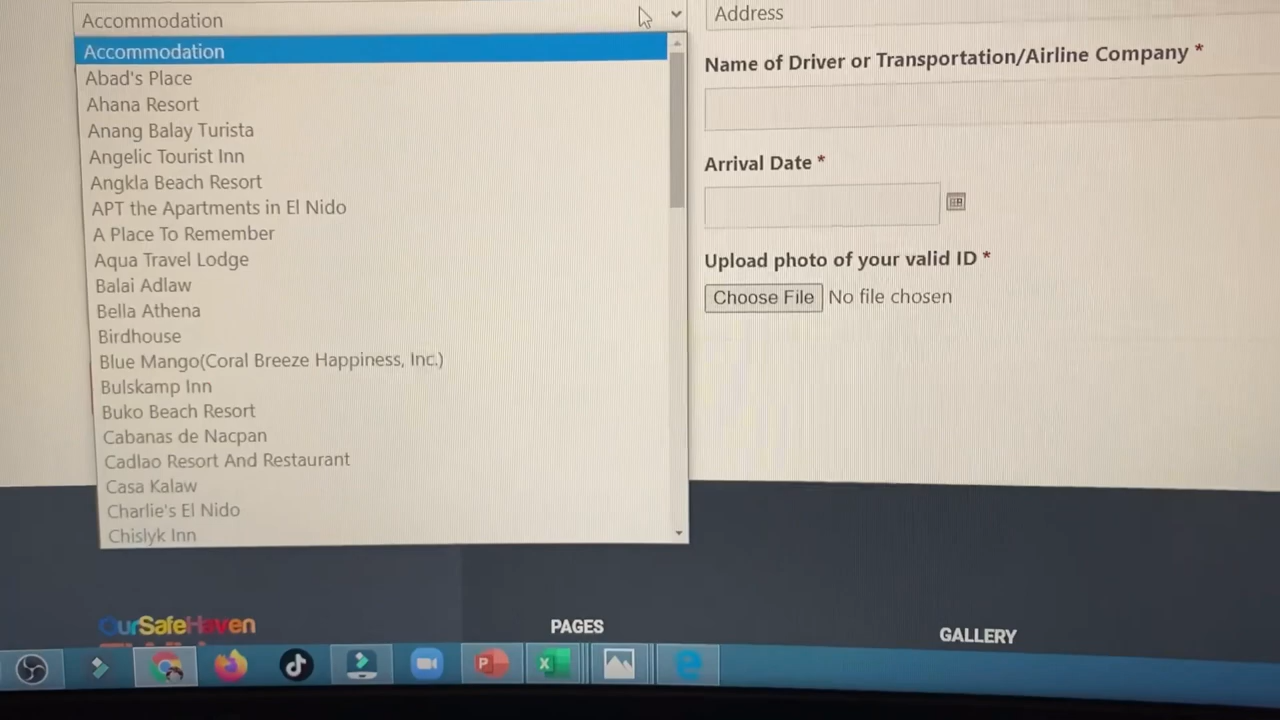 Accommodation
Address
Accommodation
Abad's Place
Ahana Resort
Anang Balay Turista
Angelic Tourist Inn
Angkla Beach Resort
APT the Apartments in El Nido
A Place To Remember
Aqua Travel Lodge
Balai Adlaw
Bella Athena
Birdhouse
Blue Mango(Coral Breeze Happiness, Inc.)
Bulskamp Inn
Buko Beach Resort
Cabanas de Nacpan
Cadlao Resort And Restaurant
Casa Kalaw
Charlie's El Nido
Chislyk Inn
Name of Driver or Transportation/Airline Company *
Arrival Date *
Upload photo of your valid ID *
Choose File No file chosen
OurSafeHaven
PAGES
GALLERY